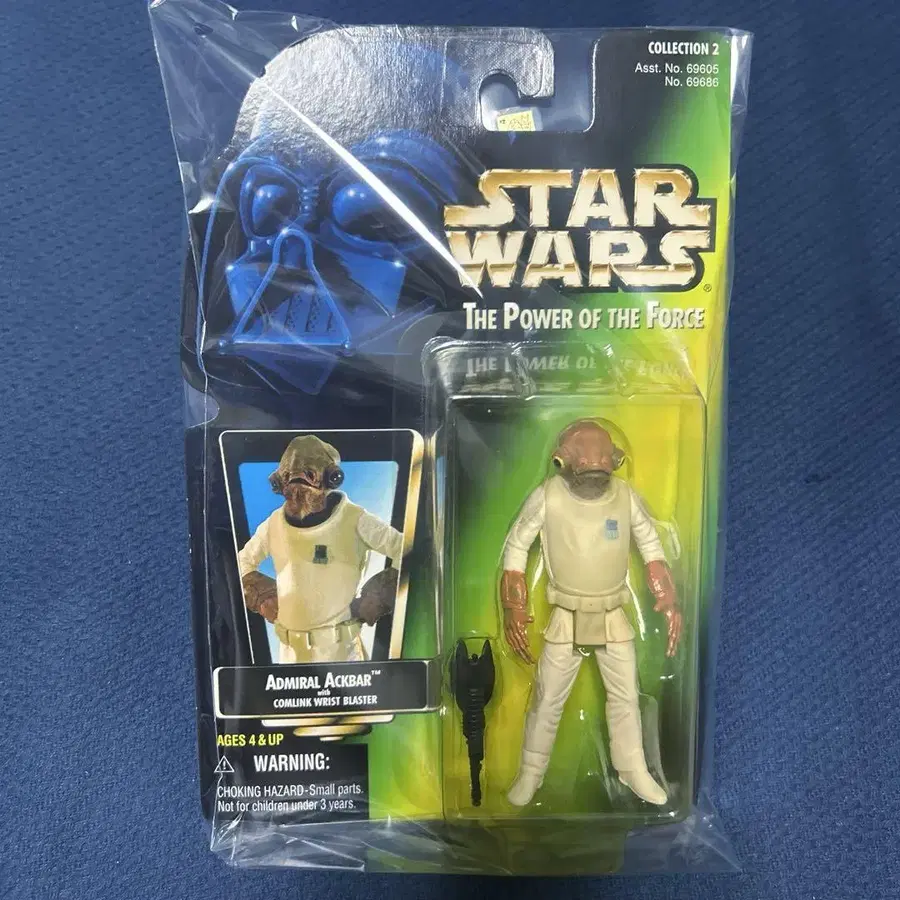 COLLECTION 2
Asst. No. 69605
No. 69686
STAR
WARS®
THE POWER OF THE FORCE
ADMIRAL ACKBAR™
with
COMLINK WRIST BLASTER
AGES 4 & UP
WARNING:
CHOKING HAZARD-Small parts.
Not for children under 3 years.